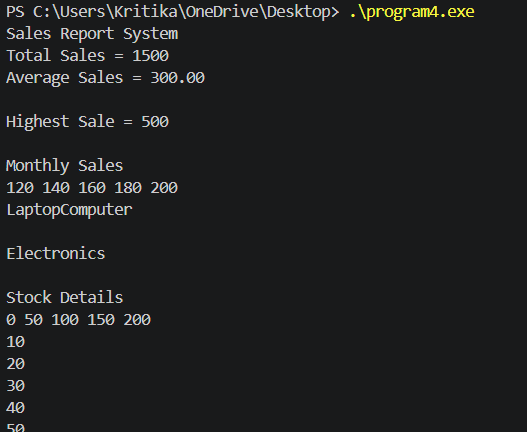 PS C:\Users\Kritika\OneDrive\Desktop> .\program4.exe
Sales Report System
Total Sales = 1500
Average Sales = 300.00
Highest Sale = 500
Monthly Sales
120 140 160 180 200
LaptopComputer
Electronics
Stock Details
0 50 100 150 200
10
20
30
40
50